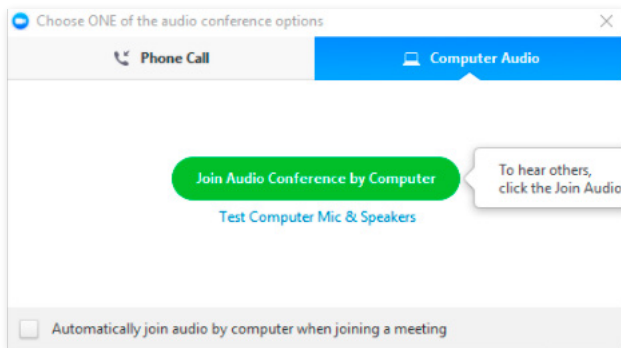 Choose ONE of the audio conference options
Phone Call
Computer Audio
Join Audio Conference by Computer
To hear others,
click the Join Audio
Test Computer Mic & Speakers
Automatically join audio by computer when joining a meeting